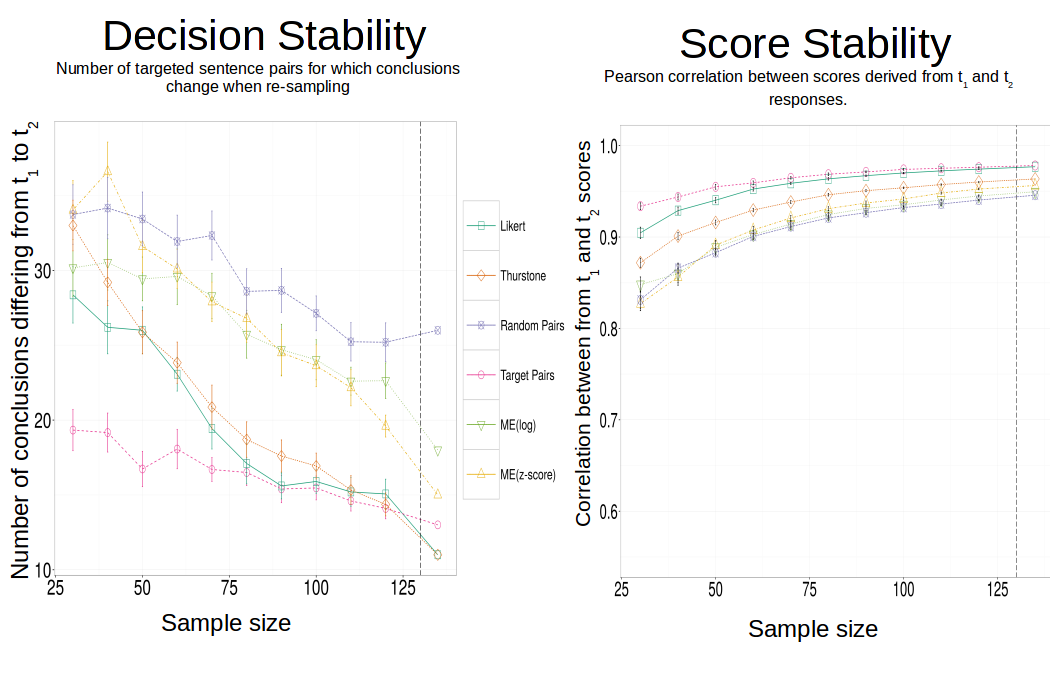 Decision Stability
Number of targeted sentence pairs for which conclusions
change when re-sampling
Number of conclusions differing from t1 to t2
30
20
10
25
50
75
100
125
Sample size
Likert
Thurstone
Random Pairs
Target Pairs
ME(log)
ME(z-score)
Score Stability
Pearson correlation between scores derived from t1 and t2
responses.
Correlation between from t1 and t2 scores
1.0
0.9
0.8
0.7
0.6
25
50
75
100
125
Sample size